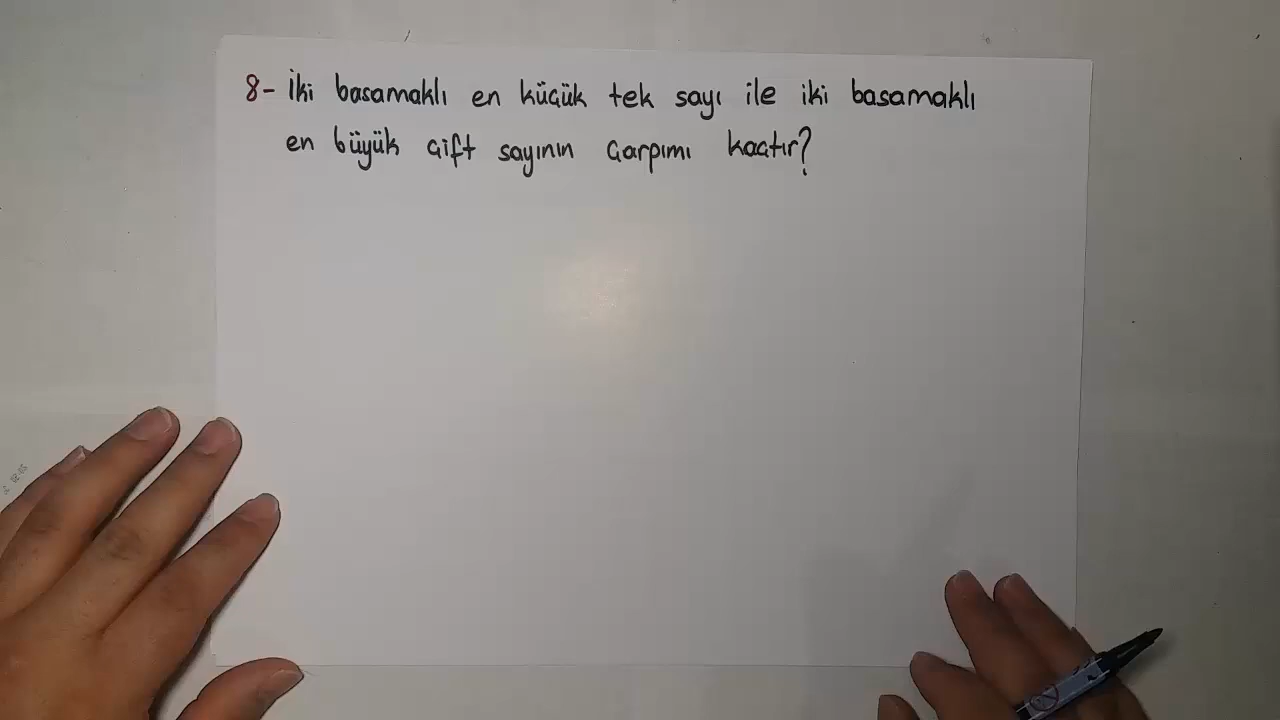 8- İki basamaklı en küçük tek sayı ile iki basamaklı
en büyük çift sayının çarpımı kaçtır?